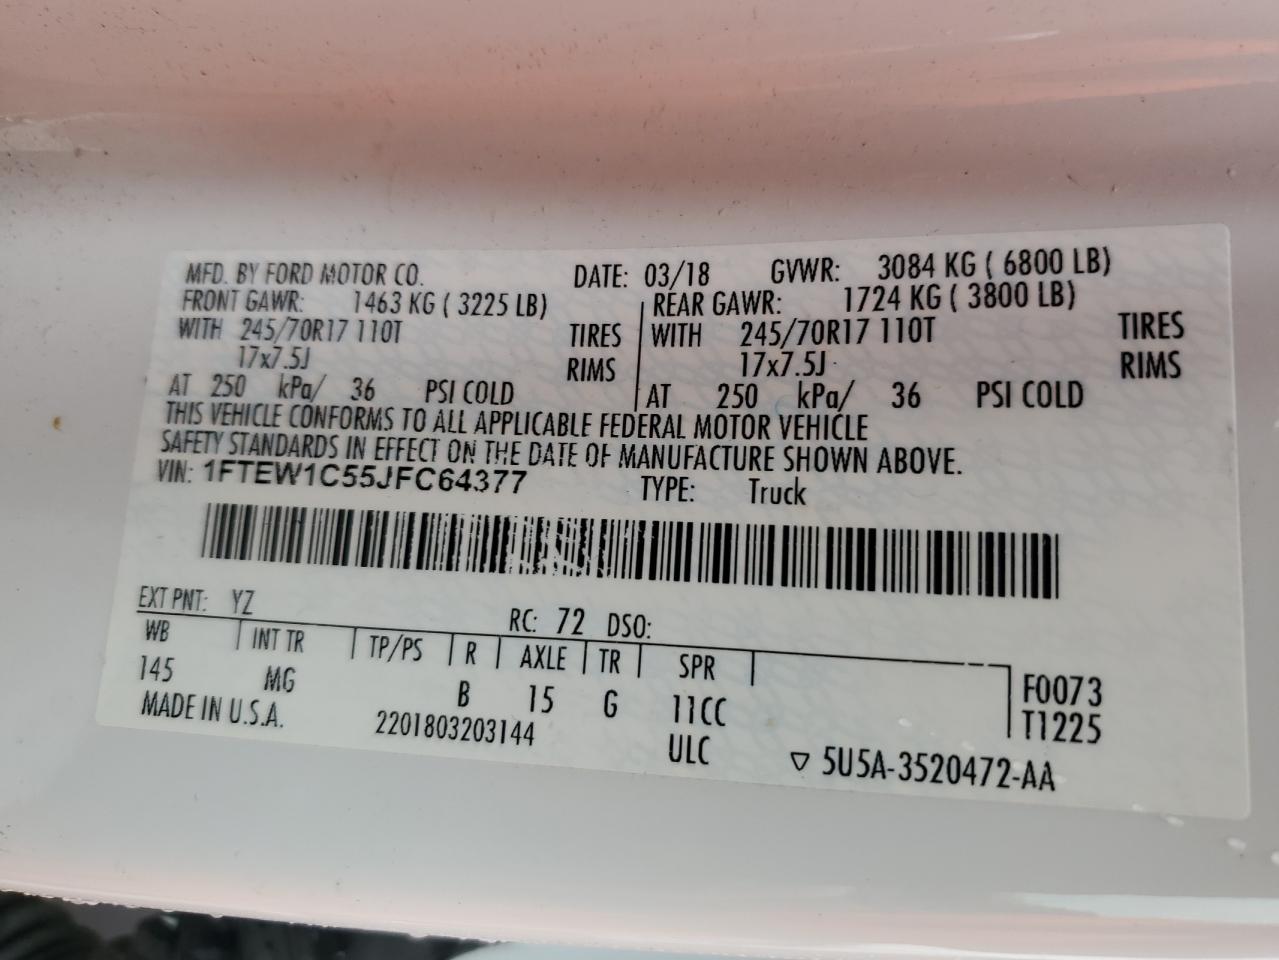 MFD. BY FORD MOTOR CO. DATE: 03/18 GVWR: 3084 KG ( 6800 LB)
FRONT GAWR: 1463 KG ( 3225 LB) REAR GAWR: 1724 KG ( 3800 LB)
WITH 245/70R17 110T TIRES WITH 245/70R17 110T TIRES
17x7.5J RIMS 17x7.5J RIMS
AT 250 kPa/ 36 PSI COLD AT 250 kPa/ 36 PSI COLD
THIS VEHICLE CONFORMS TO ALL APPLICABLE FEDERAL MOTOR VEHICLE
SAFETY STANDARDS IN EFFECT ON THE DATE OF MANUFACTURE SHOWN ABOVE.
VIN: 1FTEW1C55JFC64377 TYPE: Truck
EXT PNT: YZ RC: 72 DSO:
WB INT TR TP/PS R AXLE TR SPR
145 MG B 15 G 11CC F0073
MADE IN U.S.A. 2201803203144 ULC T1225
▽ 5U5A-3520472-AA